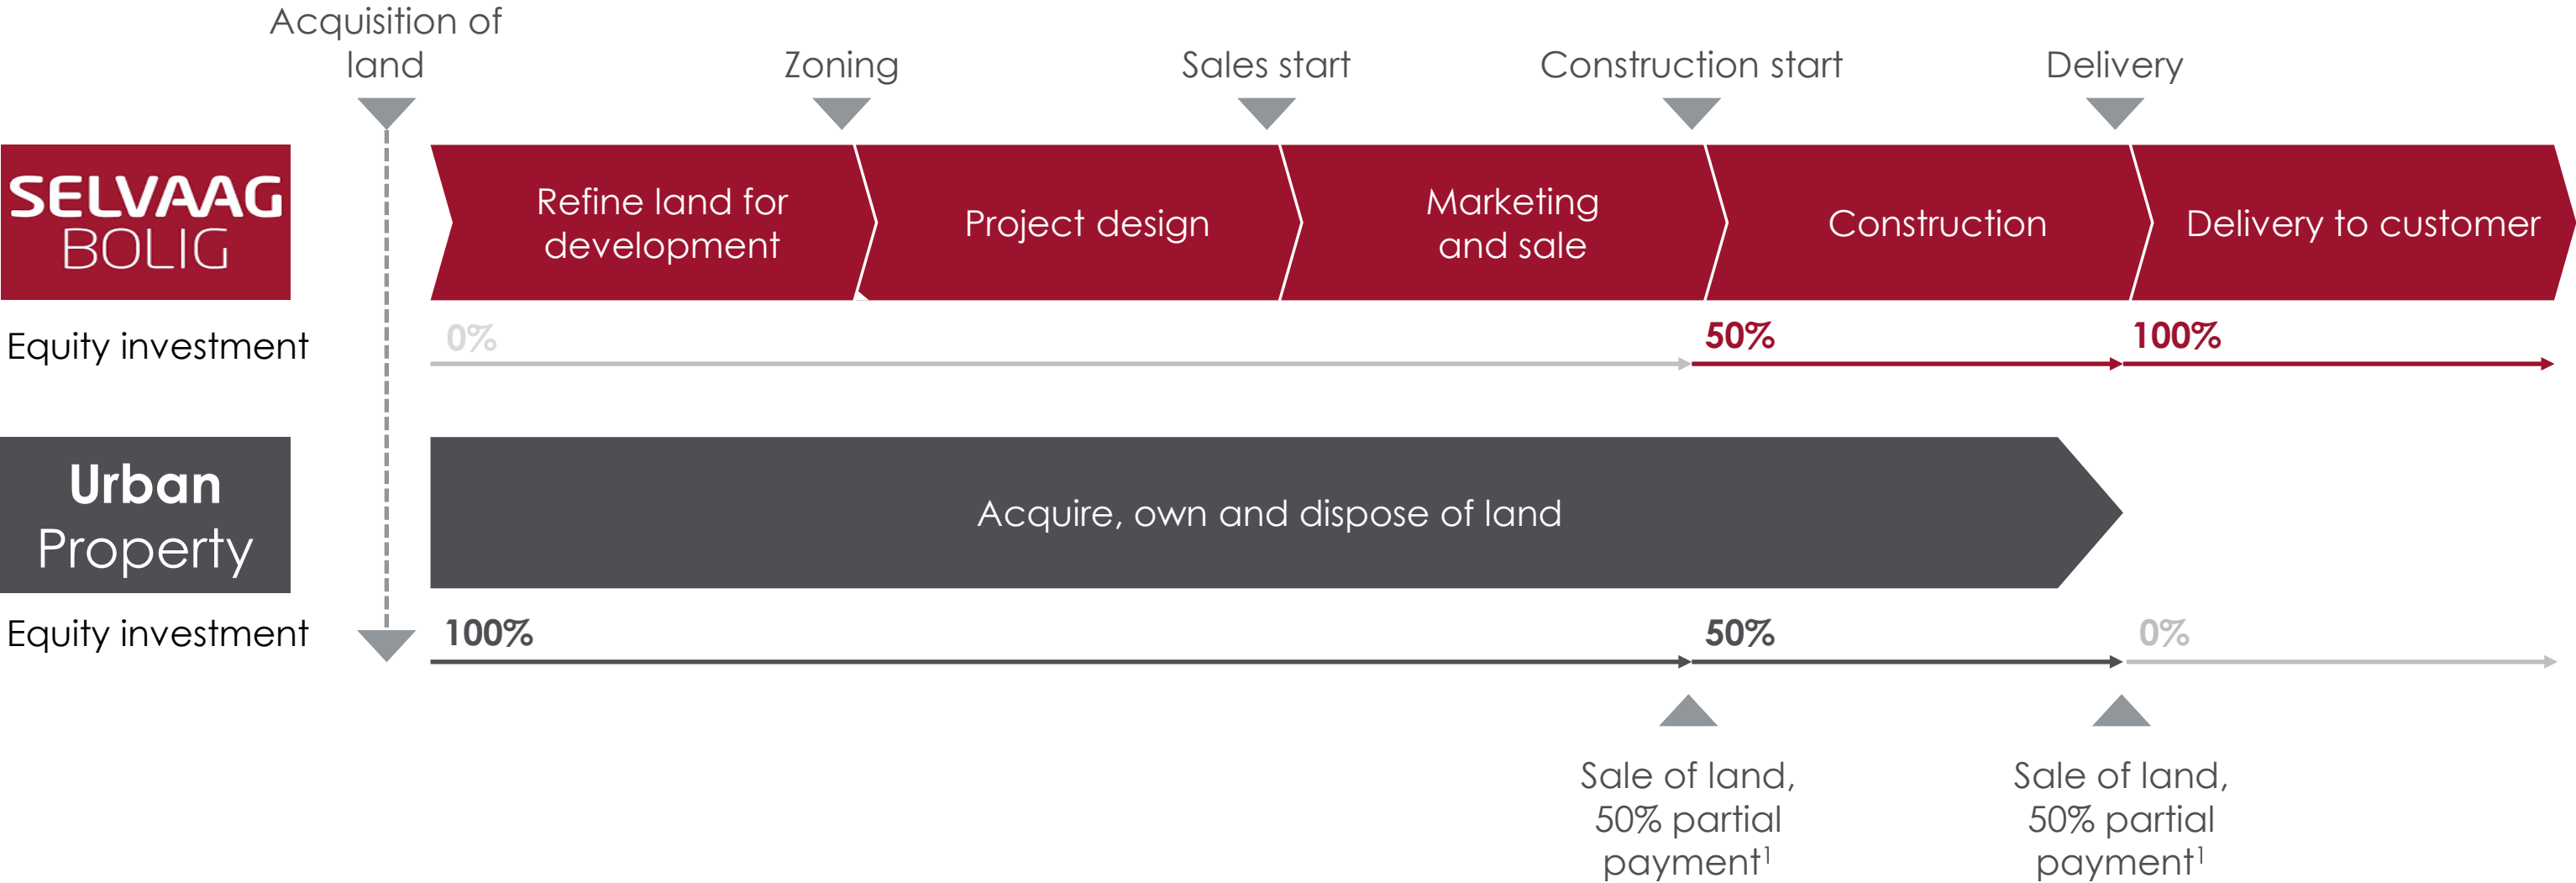 Acquisition of
land
Zoning
Sales start
Construction start
Delivery
SELVAAG
BOLIG
Refine land for
development
Project design
Marketing
and sale
Construction
Delivery to customer
Equity investment
0%
50%
100%
Urban
Property
Acquire, own and dispose of land
Equity investment
100%
50%
0%
Sale of land,
50% partial
payment¹
Sale of land,
50% partial
payment¹